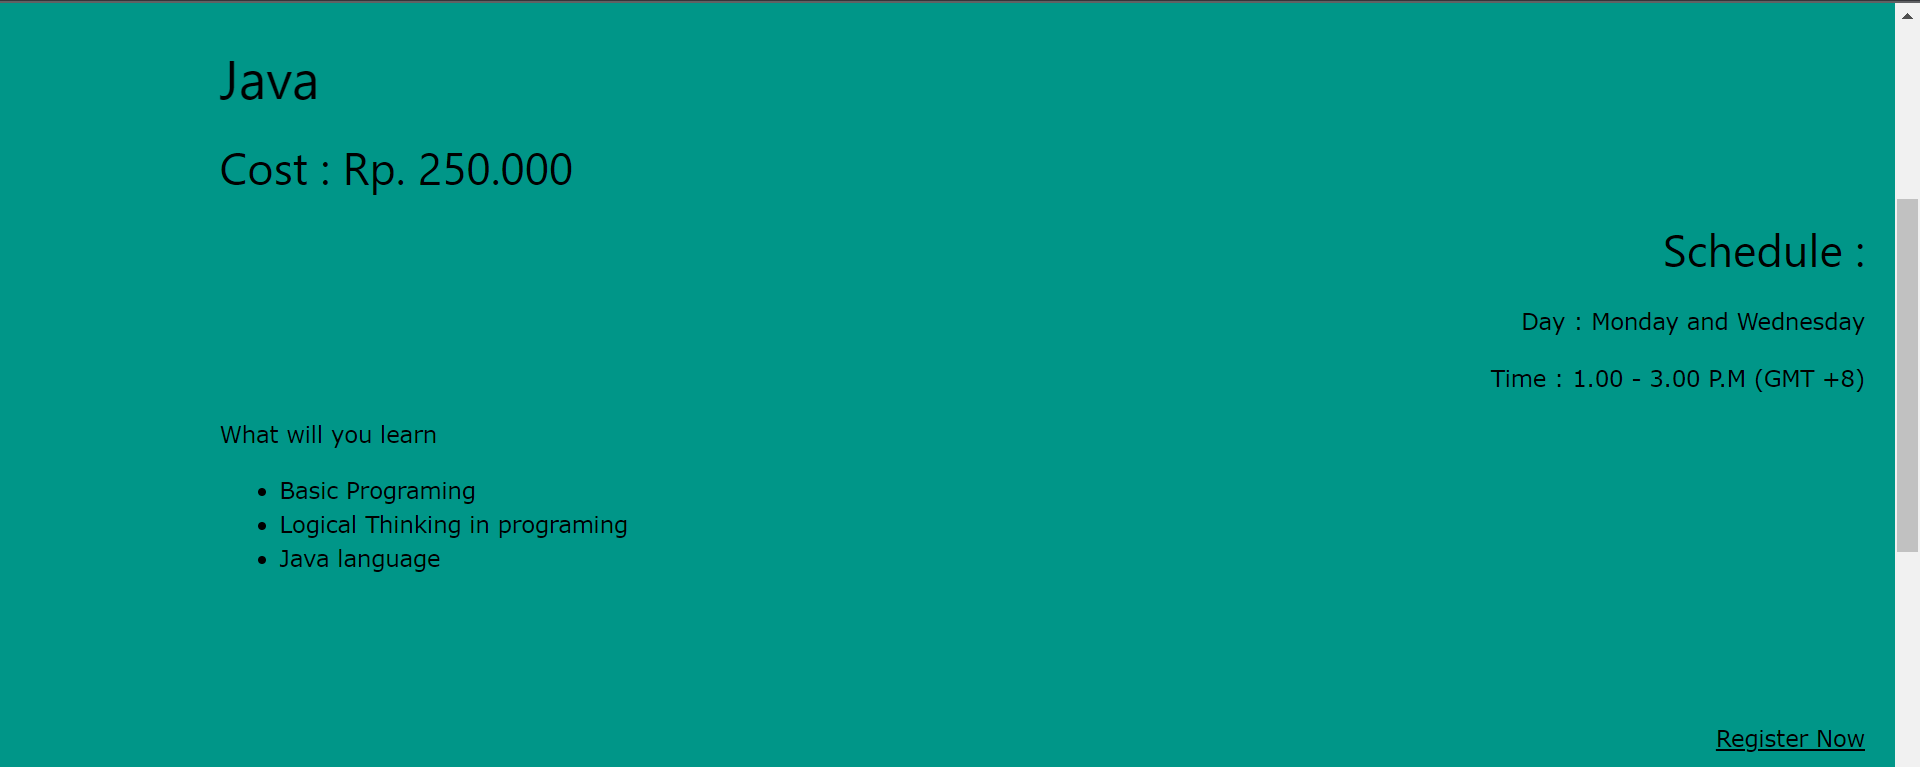 Java
Cost : Rp. 250.000
Schedule :
Day : Monday and Wednesday
Time : 1.00 - 3.00 P.M (GMT +8)
What will you learn
• Basic Programing
• Logical Thinking in programing
• Java language
Register Now